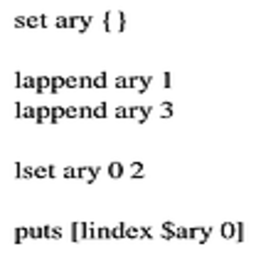 set ary {}
lappend ary 1
lappend ary 3
lset ary 0 2
puts [lindex $ary 0]